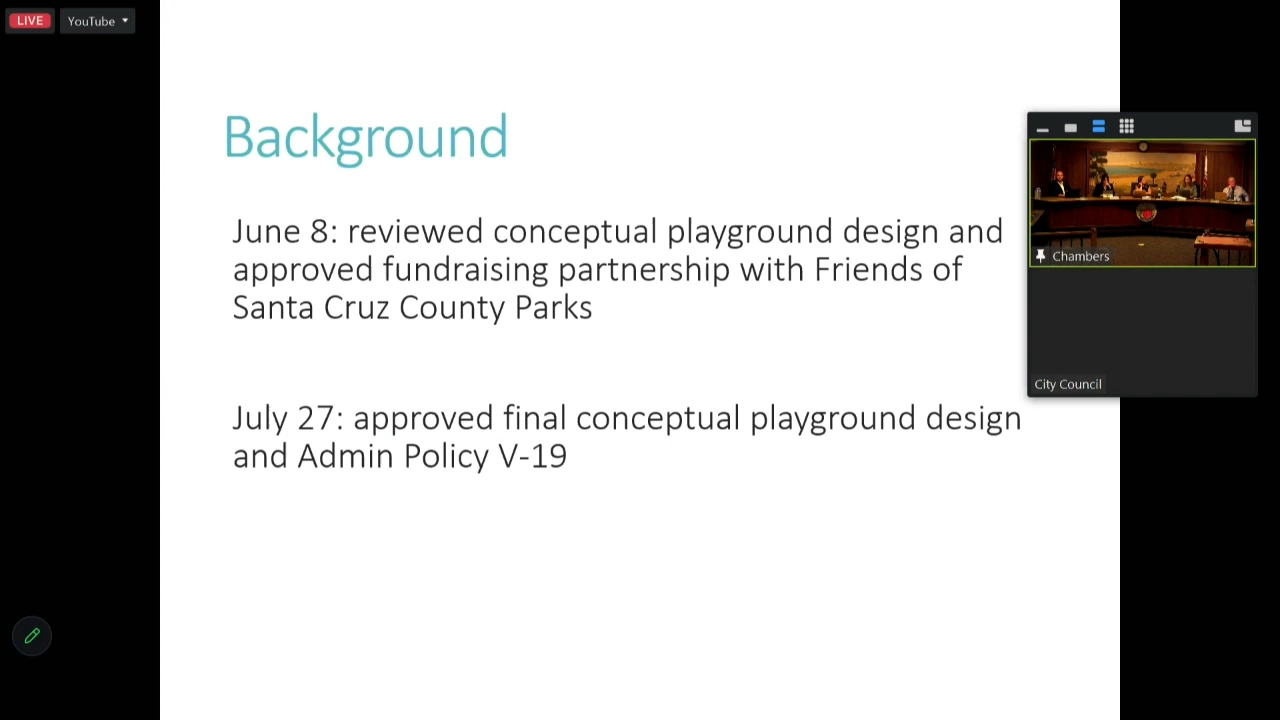 LIVE
YouTube
Background
June 8: reviewed conceptual playground design and
approved fundraising partnership with Friends of
Santa Cruz County Parks
July 27: approved final conceptual playground design
and Admin Policy V-19
Chambers
City Council